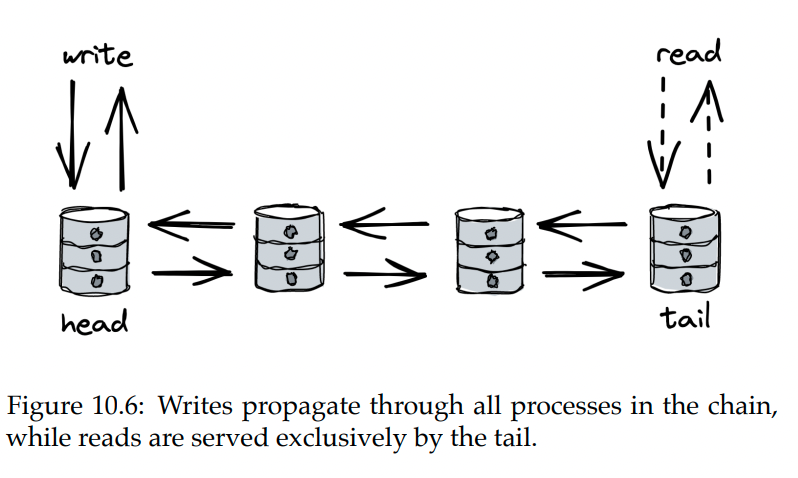 write
read
head
tail
Figure 10.6: Writes propagate through all processes in the chain,
while reads are served exclusively by the tail.